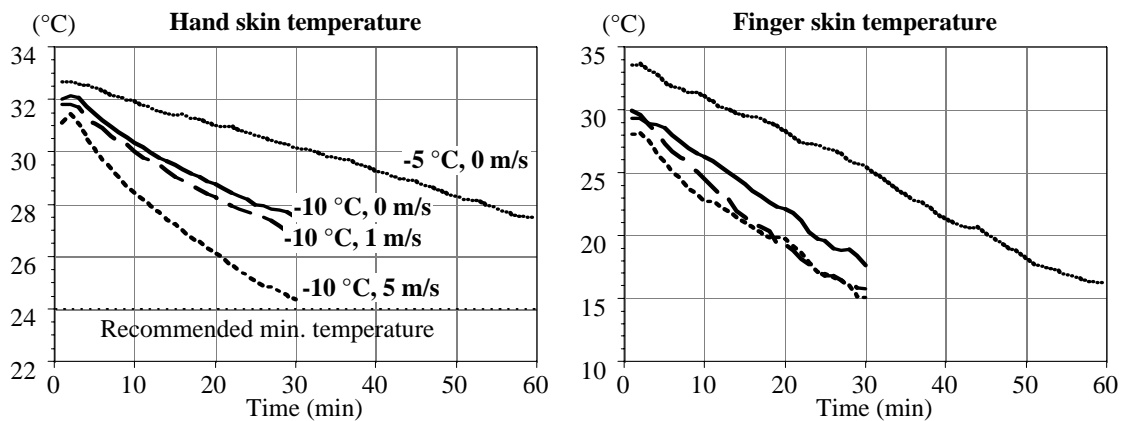 (°C) Hand skin temperature
34
32
30
28
26
24
22
-5 °C, 0 m/s
-10 °C, 0 m/s
-10 °C, 1 m/s
-10 °C, 5 m/s
Recommended min. temperature
0 10 20 30 40 50 60
Time (min)
(°C) Finger skin temperature
35
30
25
20
15
10
0 10 20 30 40 50 60
Time (min)